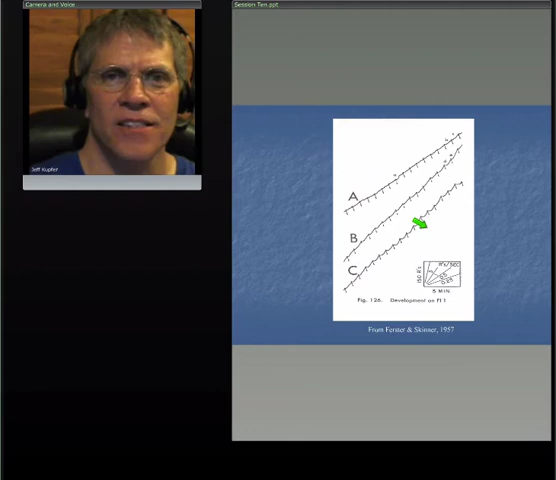 Camera and Voice
Session Ten.ppt
Jeff Kupfer
A
B
C
R's/SEC
150 R's
5 MIN
Fig. 126. Development on FI 1
From Ferster & Skinner, 1957